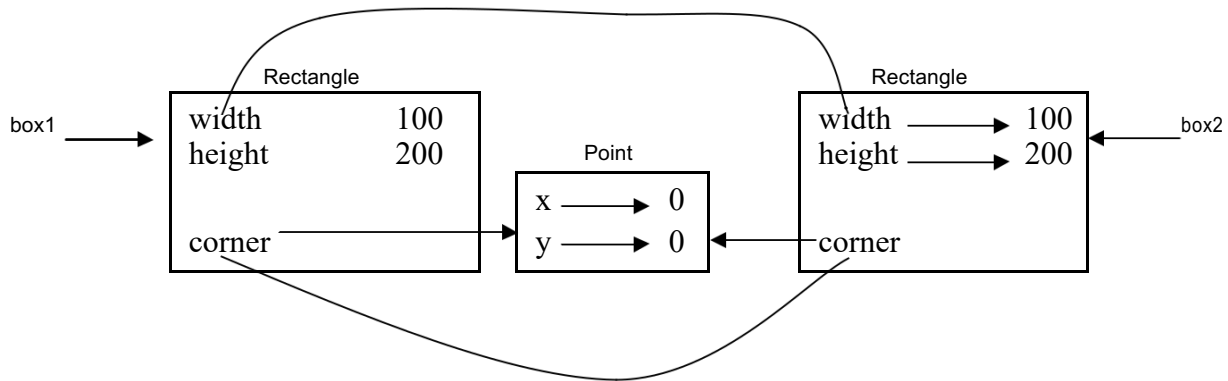 Rectangle
Rectangle
box1
width 100
height 200
corner
Point
x 0
y 0
width 100
height 200
corner
box2